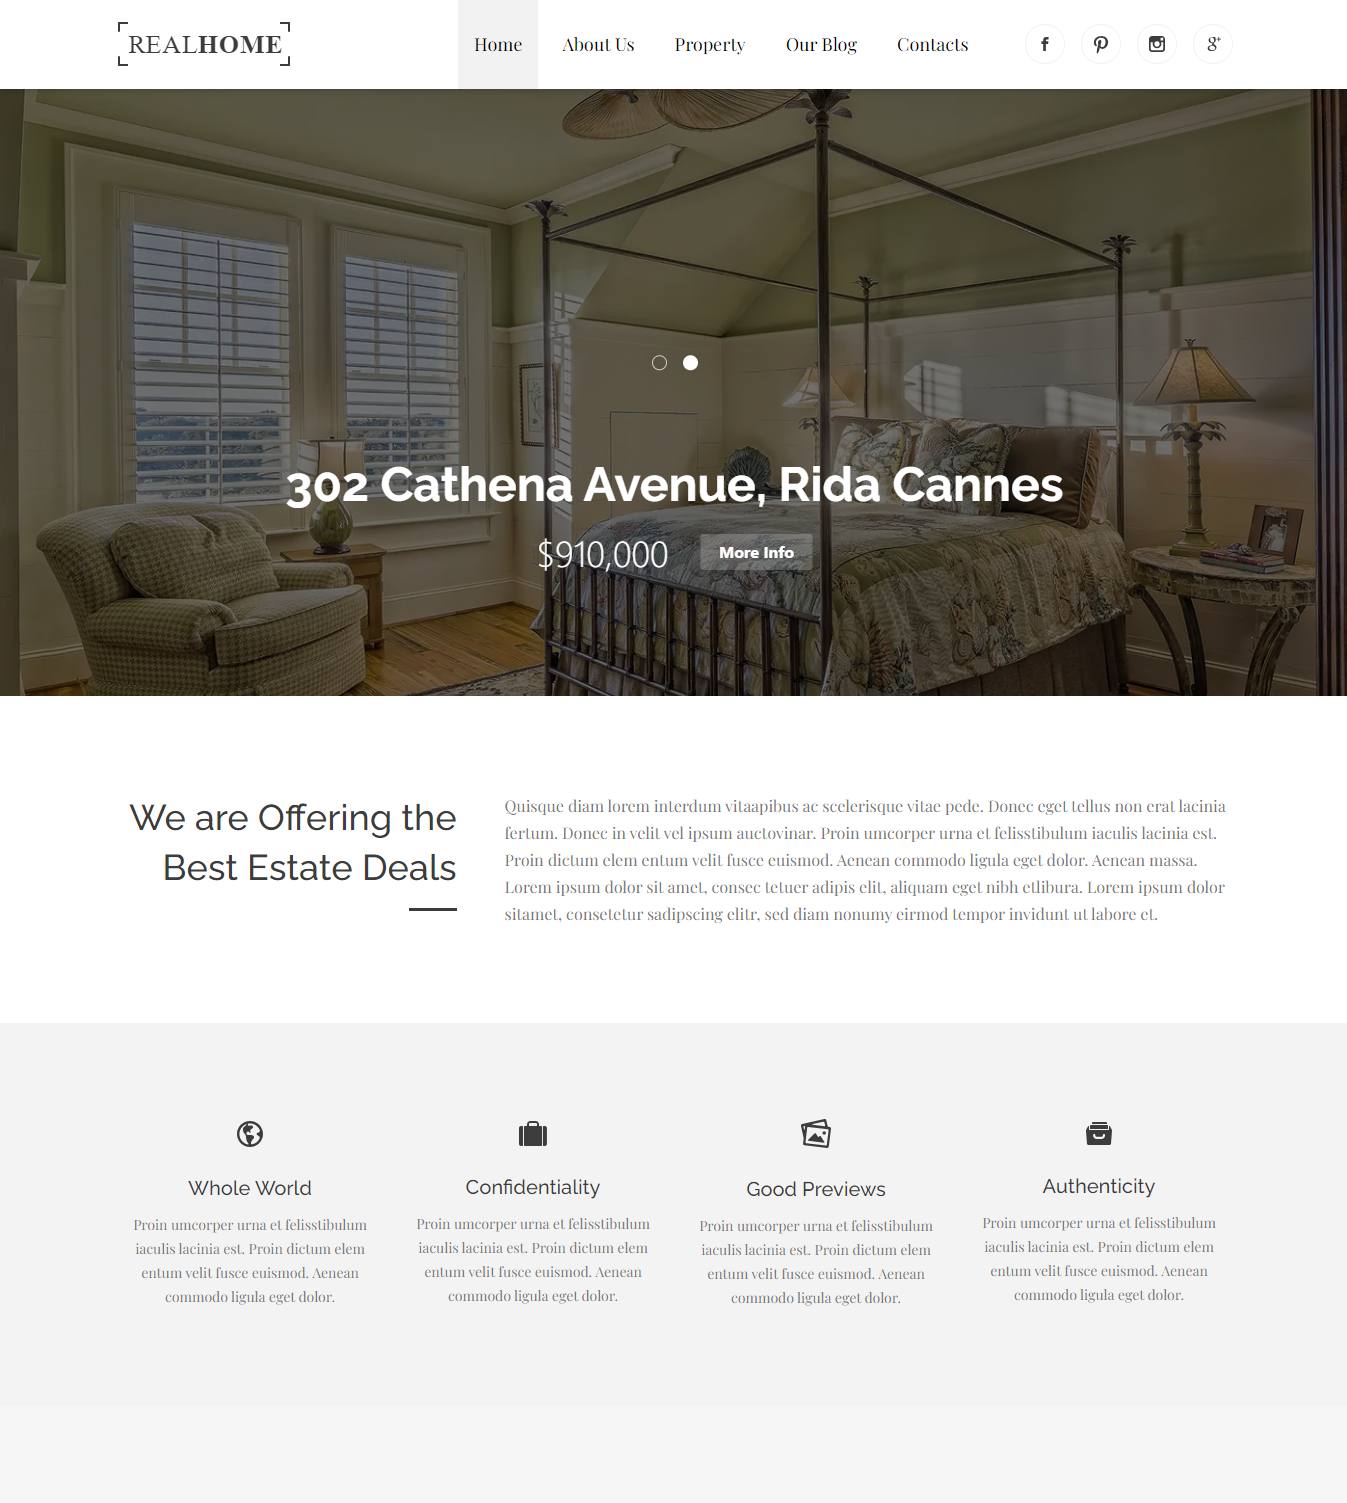 REALHOME
Home About Us Property Our Blog Contacts
302 Cathena Avenue, Rida Cannes
$910,000 More Info
We are Offering the
Best Estate Deals
Quisque diam lorem interdum vitaapibus ac scelerisque vitae pede. Donec eget tellus non erat lacinia
fertum. Donec in velit vel ipsum auctovinar. Proin umcorper urna et felisstibulum iaculis lacinia est.
Proin dictum elem entum velit fusce euismod. Aenean commodo ligula eget dolor. Aenean massa.
Lorem ipsum dolor sit amet, consec tetuer adipis elit, aliquam eget nibh etlibura. Lorem ipsum dolor
sitamet, consetetur sadipscing elitr, sed diam nonumy eirmod tempor invidunt ut labore et.
Whole World
Proin umcorper urna et felisstibulum
iaculis lacinia est. Proin dictum elem
entum velit fusce euismod. Aenean
commodo ligula eget dolor.
Confidentiality
Proin umcorper urna et felisstibulum
iaculis lacinia est. Proin dictum elem
entum velit fusce euismod. Aenean
commodo ligula eget dolor.
Good Previews
Proin umcorper urna et felisstibulum
iaculis lacinia est. Proin dictum elem
entum velit fusce euismod. Aenean
commodo ligula eget dolor.
Authenticity
Proin umcorper urna et felisstibulum
iaculis lacinia est. Proin dictum elem
entum velit fusce euismod. Aenean
commodo ligula eget dolor.